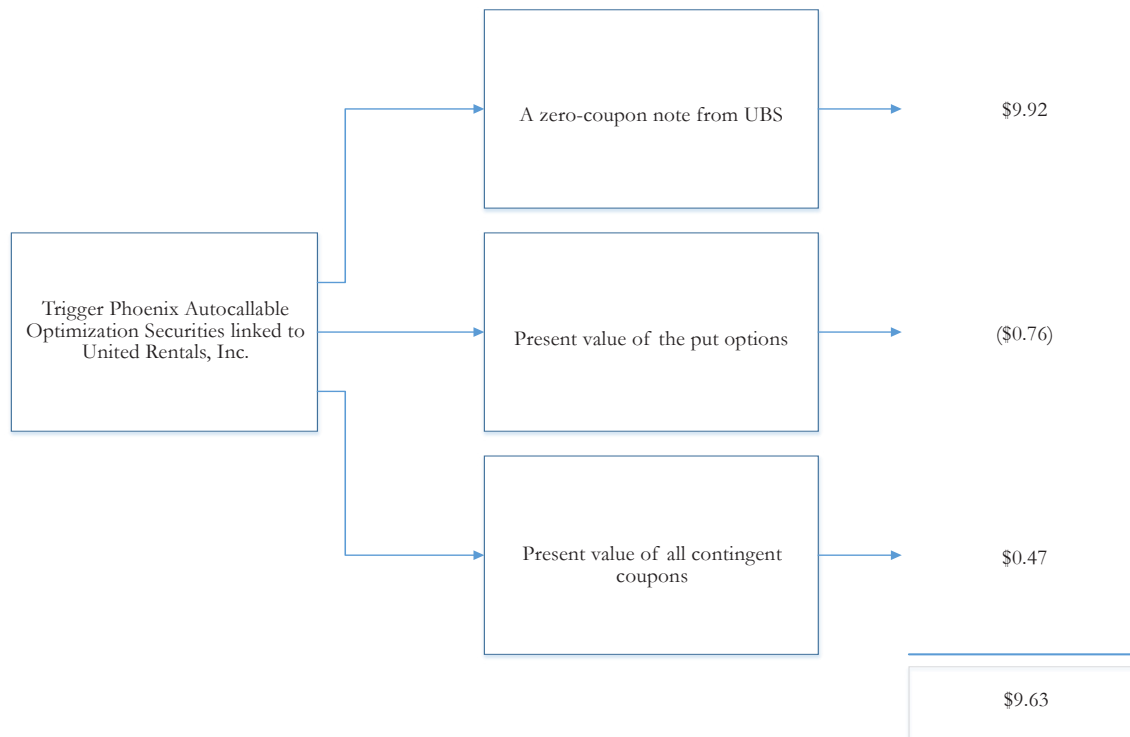 A zero-coupon note from UBS
$9.92
Trigger Phoenix Autocallable
Optimization Securities linked to
United Rentals, Inc.
Present value of the put options
($0.76)
Present value of all contingent
coupons
$0.47
$9.63